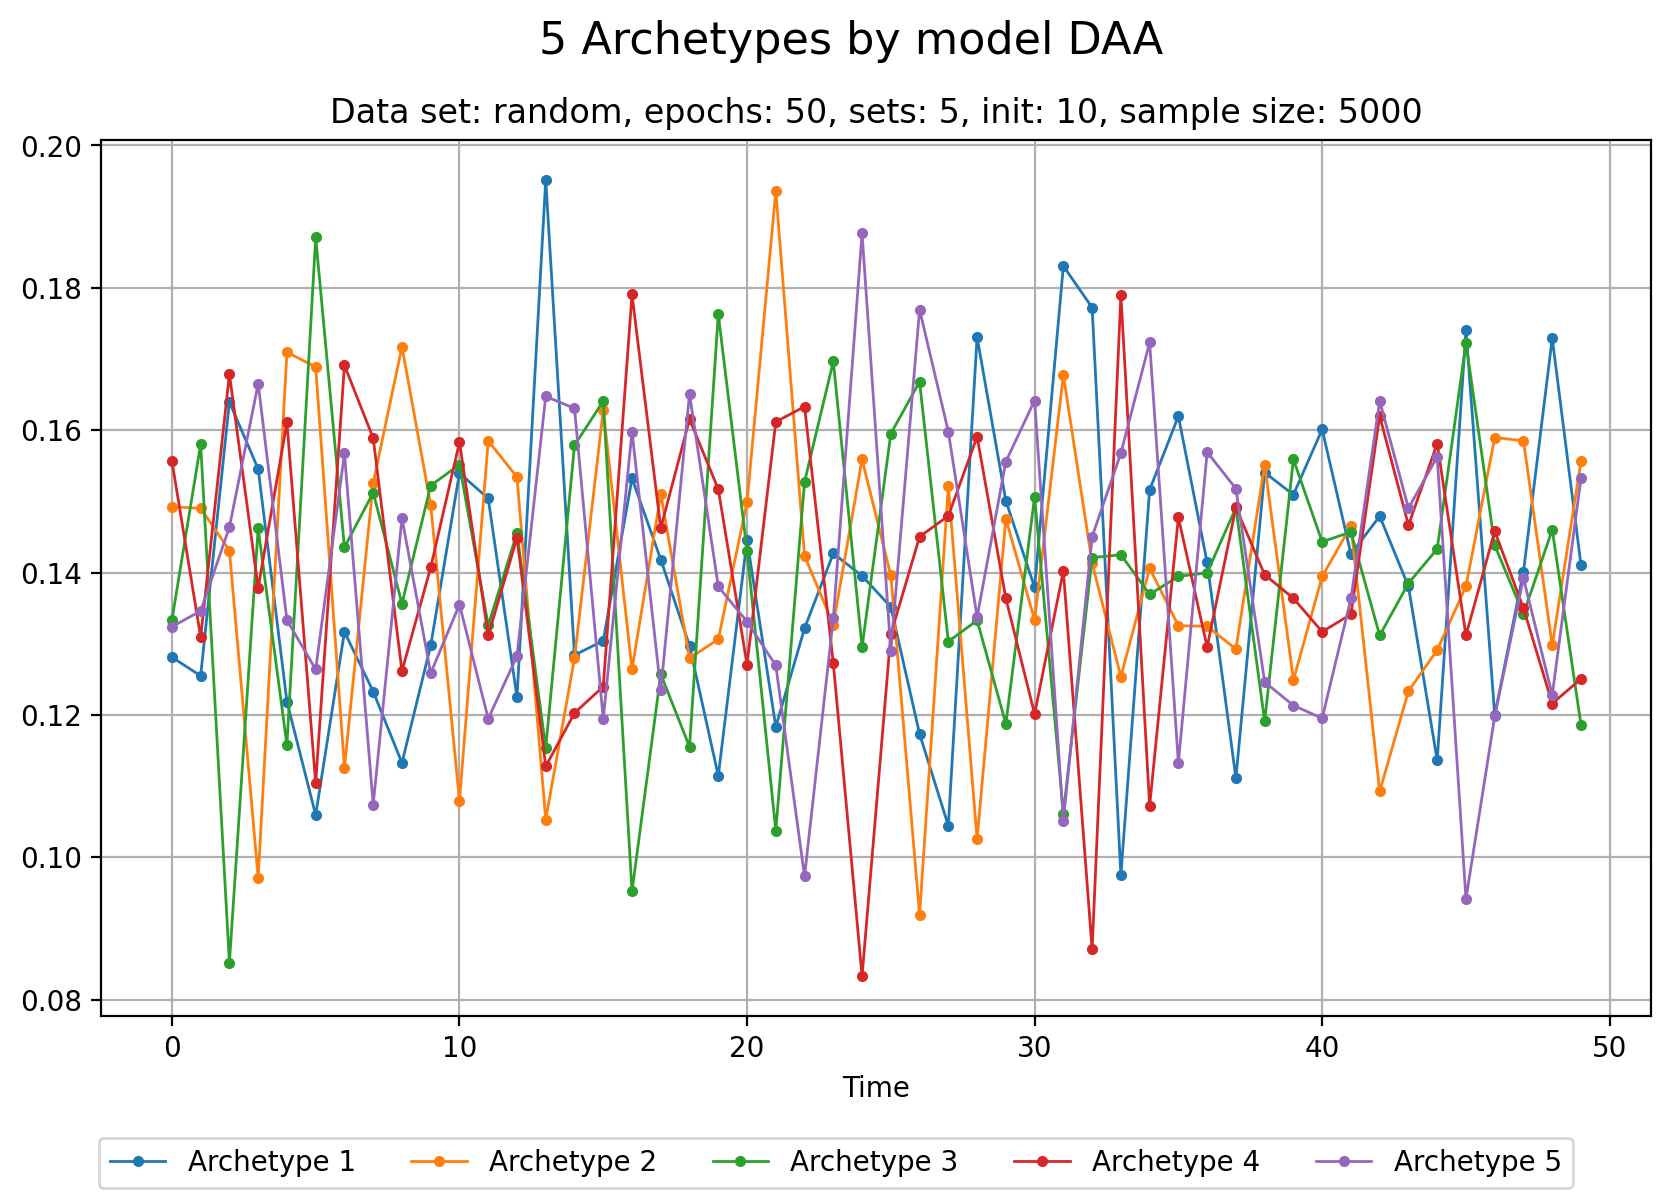 5 Archetypes by model DAA
Data set: random, epochs: 50, sets: 5, init: 10, sample size: 5000
0.20
0.18
0.16
0.14
0.12
0.10
0.08
0 10 20 30 40 50
Time
Archetype 1 Archetype 2 Archetype 3 Archetype 4 Archetype 5